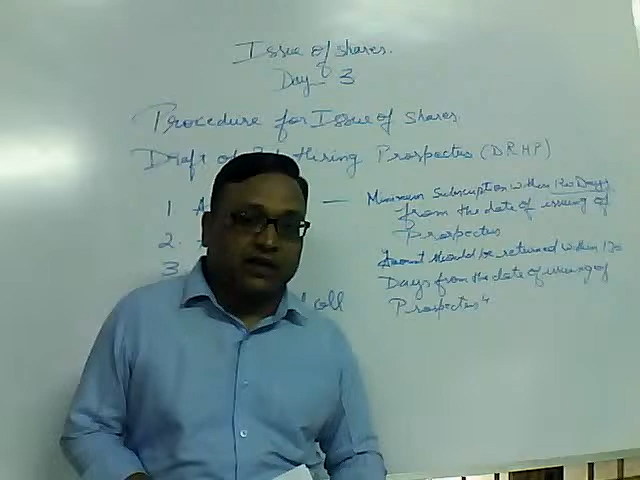 Issue of shares.
Day - 3
Procedure for Issue of Shares
Draft of Hiring Prospectus (DRHP)
1 A — Minimum Subscription within 120 Days
from the date of issuing of
Prospectus
2.
3
Amount should be returned within 130
Days from the date of issuing of
Call Prospectus